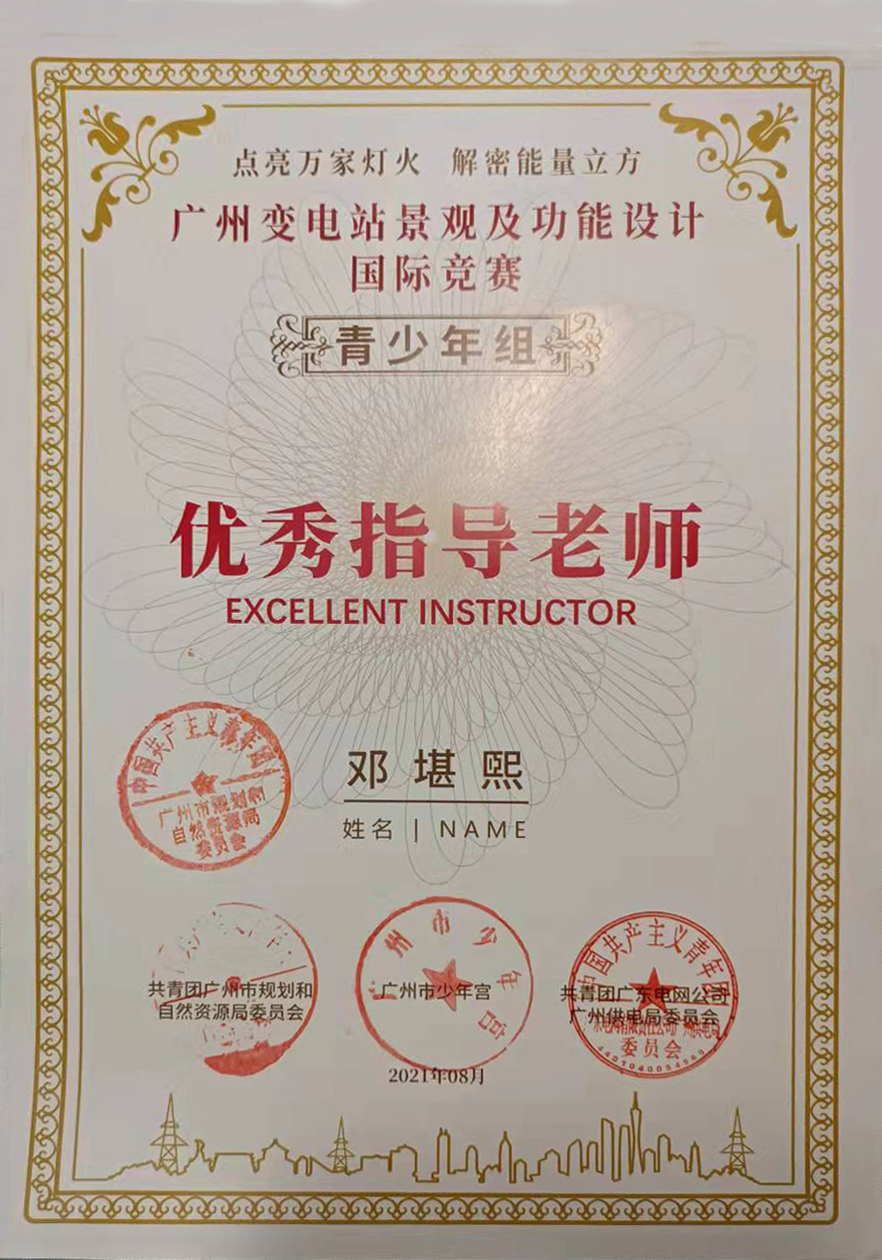 点亮万家灯火 解密能量立方
广州变电站景观及功能设计
国际竞赛
青少年组
优秀指导老师
EXCELLENT INSTRUCTOR
中国共产主义青年团
广州市规划和
自然资源局
委员会
邓堪熙
姓名 | NAME
共青团广州市规划和
自然资源局委员会
广州市少年宫
广州市少年宫
中国共产主义青年团
共青团广东电网公司
广州供电局委员会
委员会
2021年08月